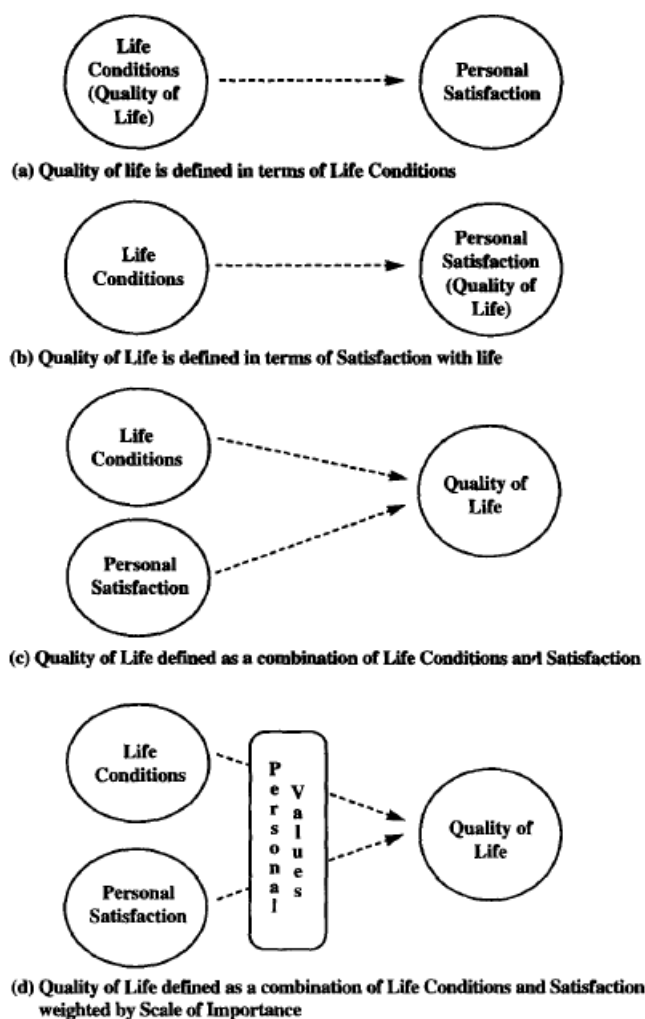 Life
Conditions
(Quality of
Life)
Personal
Satisfaction
(a) Quality of life is defined in terms of Life Conditions
Life
Conditions
Personal
Satisfaction
(Quality of
Life)
(b) Quality of Life is defined in terms of Satisfaction with life
Life
Conditions
Personal
Satisfaction
Quality of
Life
(c) Quality of Life defined as a combination of Life Conditions and Satisfaction
Life
Conditions
Personal
Satisfaction
Personal
Values
Quality of
Life
(d) Quality of Life defined as a combination of Life Conditions and Satisfaction
weighted by Scale of Importance